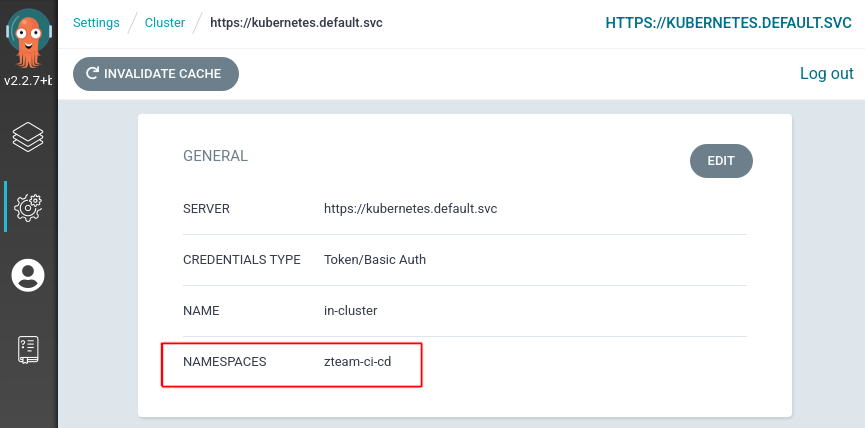 Settings / Cluster / https://kubernetes.default.svc
HTTPS://KUBERNETES.DEFAULT.SVC
v2.2.7+b
INVALIDATE CACHE
Log out
GENERAL
EDIT
SERVER https://kubernetes.default.svc
CREDENTIALS TYPE Token/Basic Auth
NAME in-cluster
NAMESPACES zteam-ci-cd